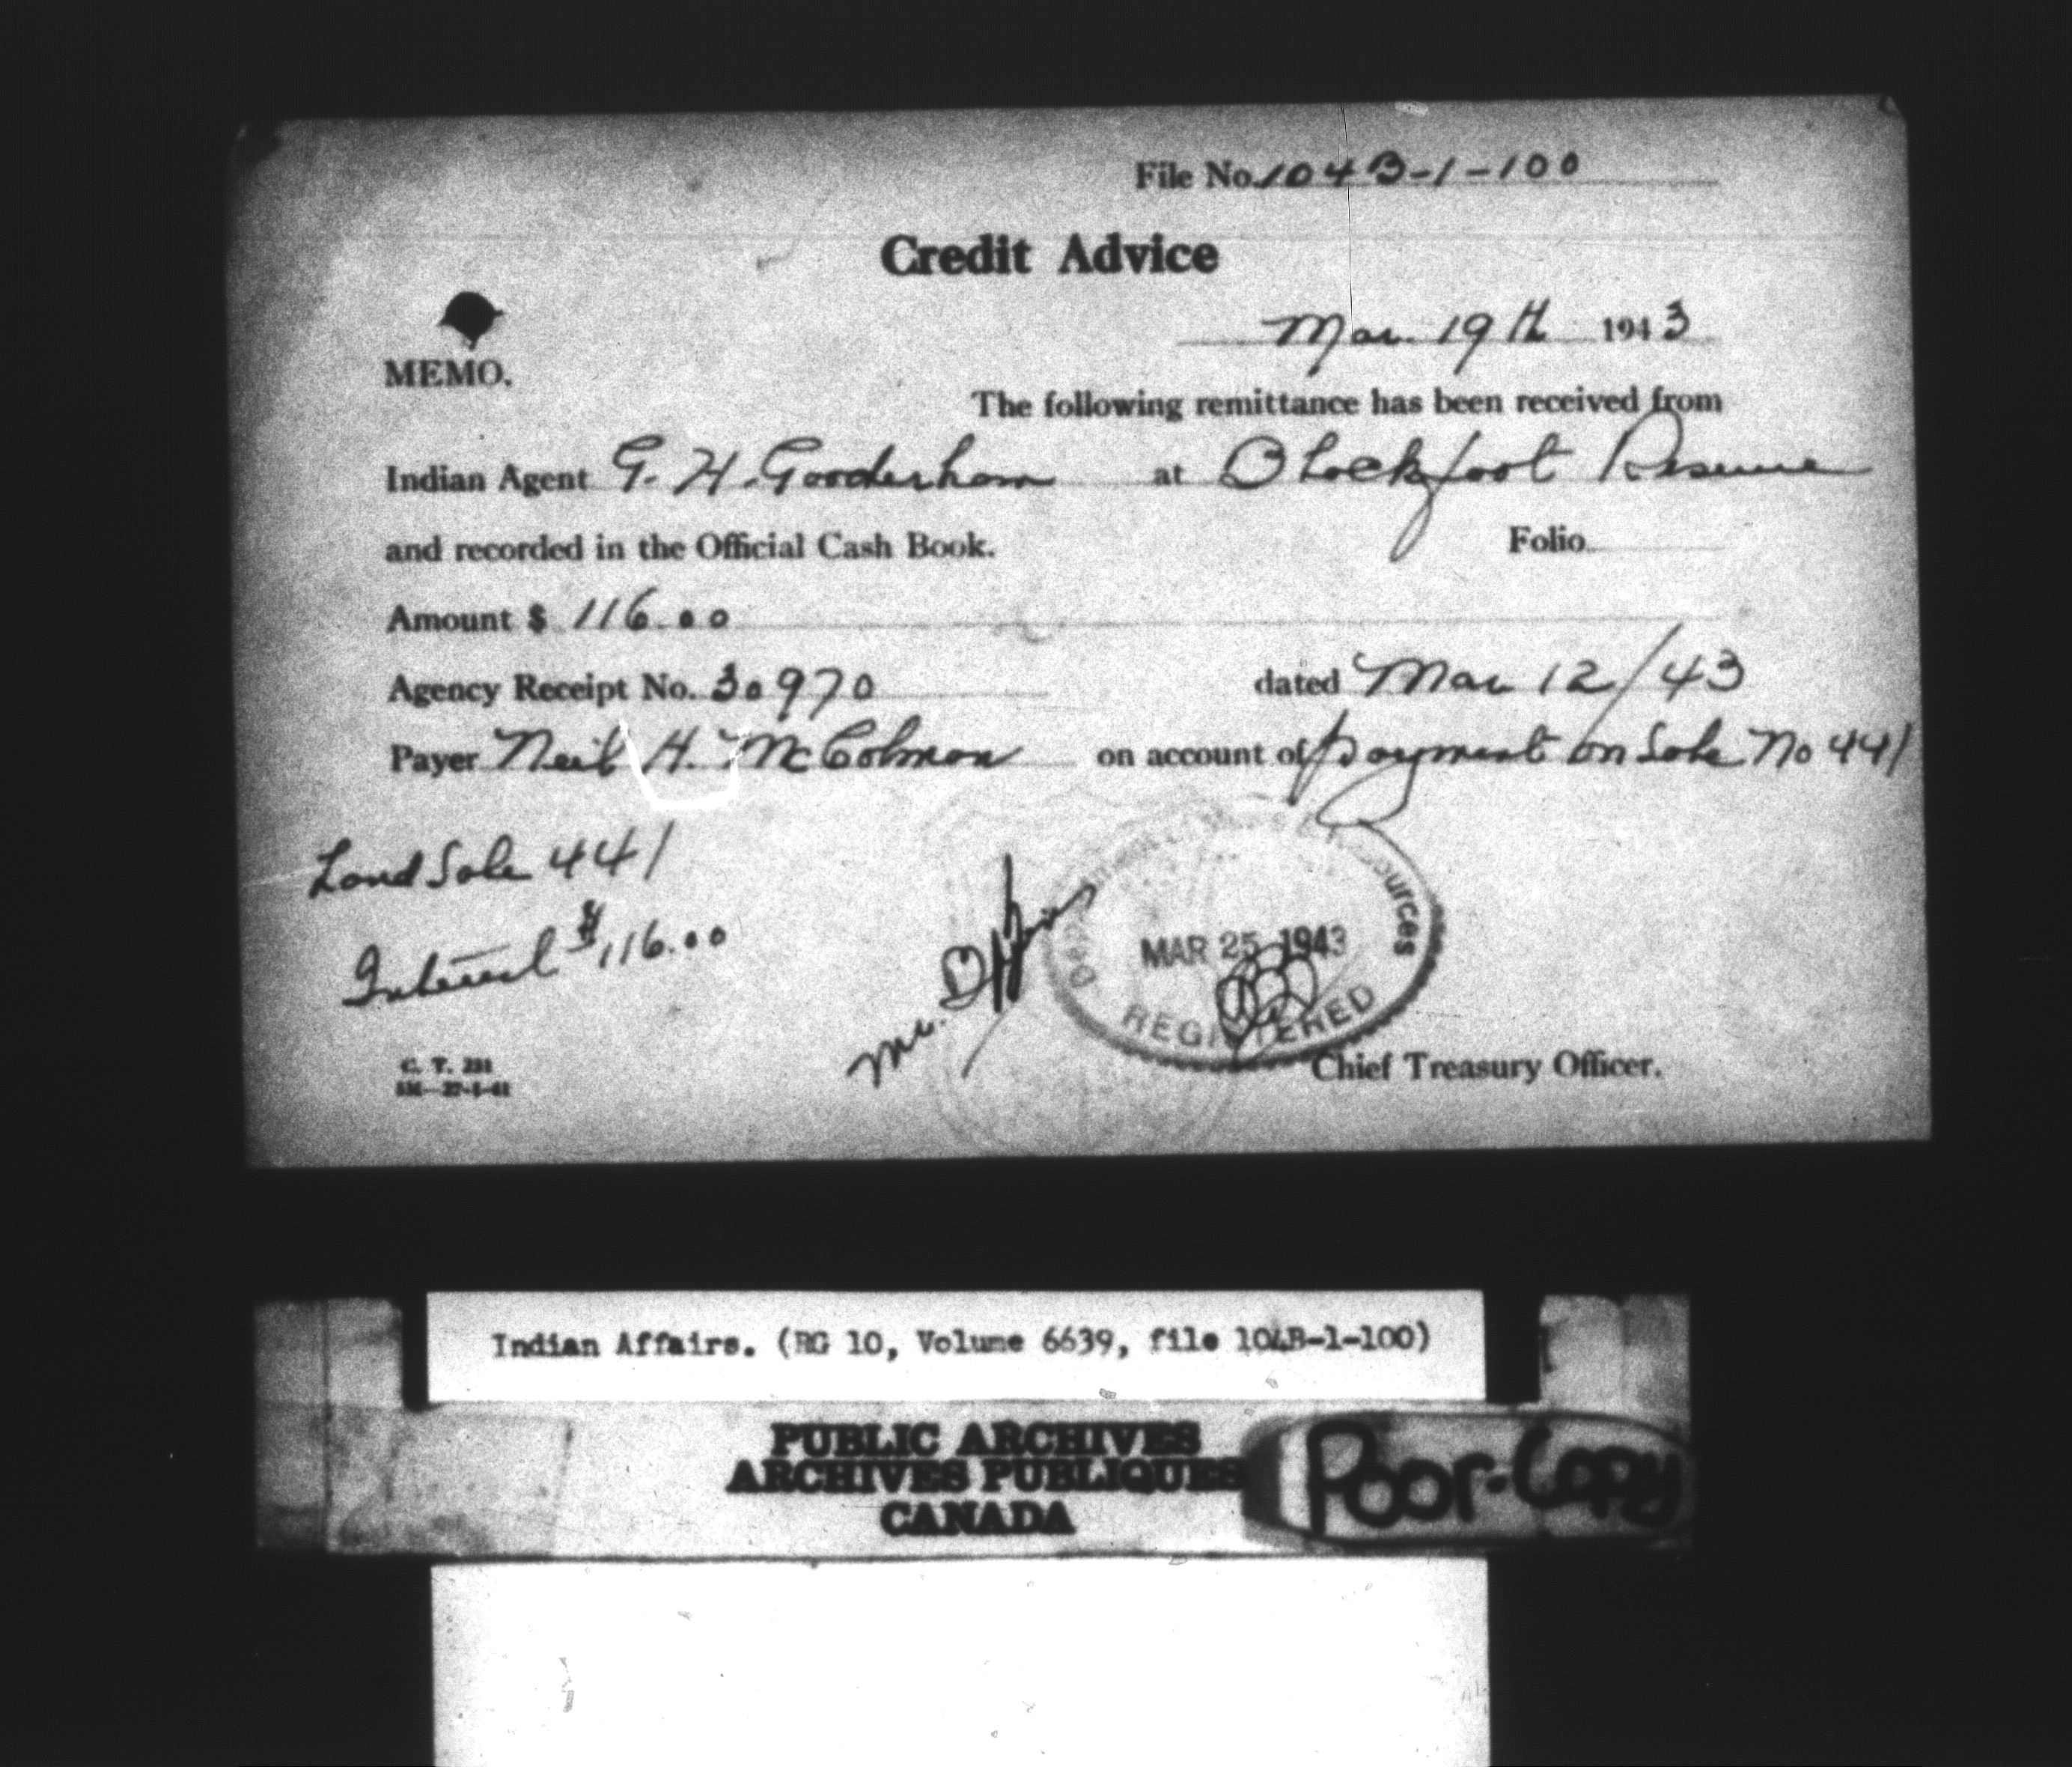 File No. 104B-1-100
Credit Advice
Mar. 19th 1943
MEMO.
The following remittance has been received from
Indian Agent G. H. Gooderham at Blackfoot Reserve
and recorded in the Official Cash Book. Folio
Amount $ 116.00
Agency Receipt No. 30970 dated Mar 12/43
Payer Neil H. McColman on account of payment on Sale No 441
Land Sale 441
Interest $116.00
Mr.
Resources
MAR 25 1943
REGISTERED
C. T. 231
Chief Treasury Officer.
Indian Affairs. (RG 10, Volume 6639, file 104B-1-100)
PUBLIC ARCHIVES
ARCHIVES PUBLIQUES
CANADA
Poor-Copy